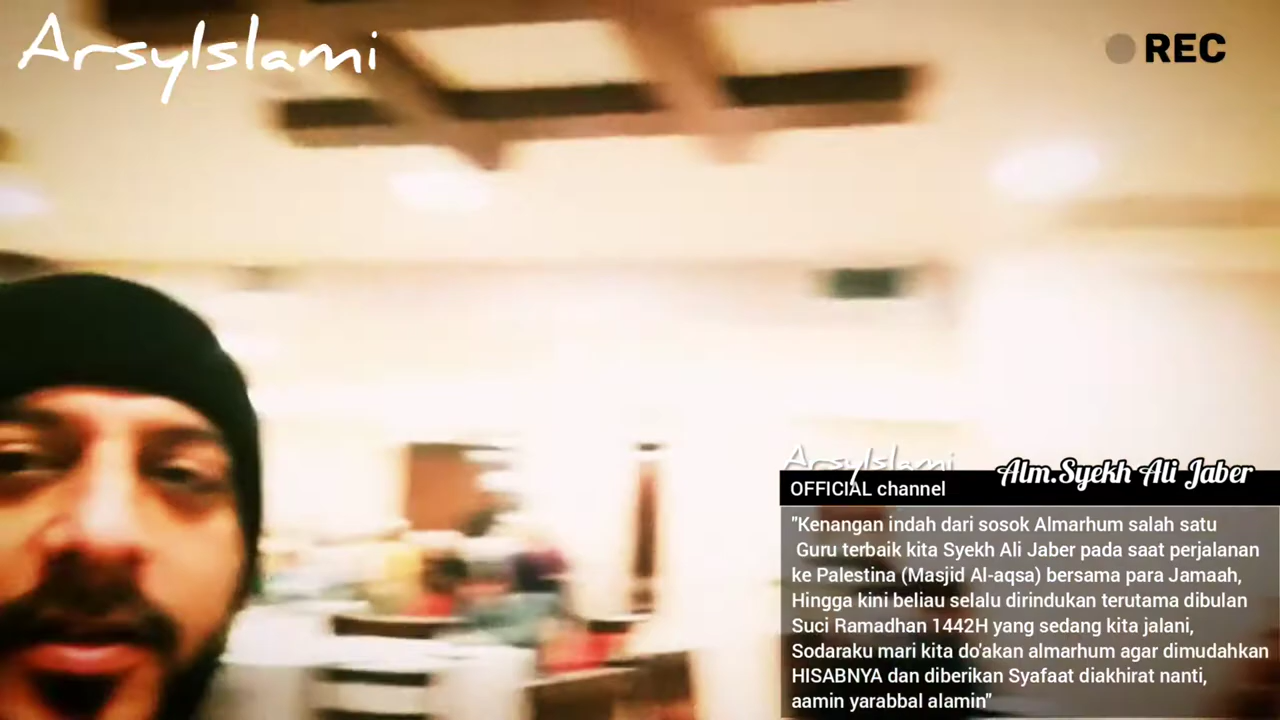 ArsyIslami
REC
ArsyIslami
Alm.Syekh Ali Jaber
OFFICIAL channel
"Kenangan indah dari sosok Almarhum salah satu
Guru terbaik kita Syekh Ali Jaber pada saat perjalanan
ke Palestina (Masjid Al-aqsa) bersama para Jamaah,
Hingga kini beliau selalu dirindukan terutama dibulan
Suci Ramadhan 1442H yang sedang kita jalani,
Sodaraku mari kita do'akan almarhum agar dimudahkan
HISABNYA dan diberikan Syafaat diakhirat nanti,
aamin yarabbal alamin"